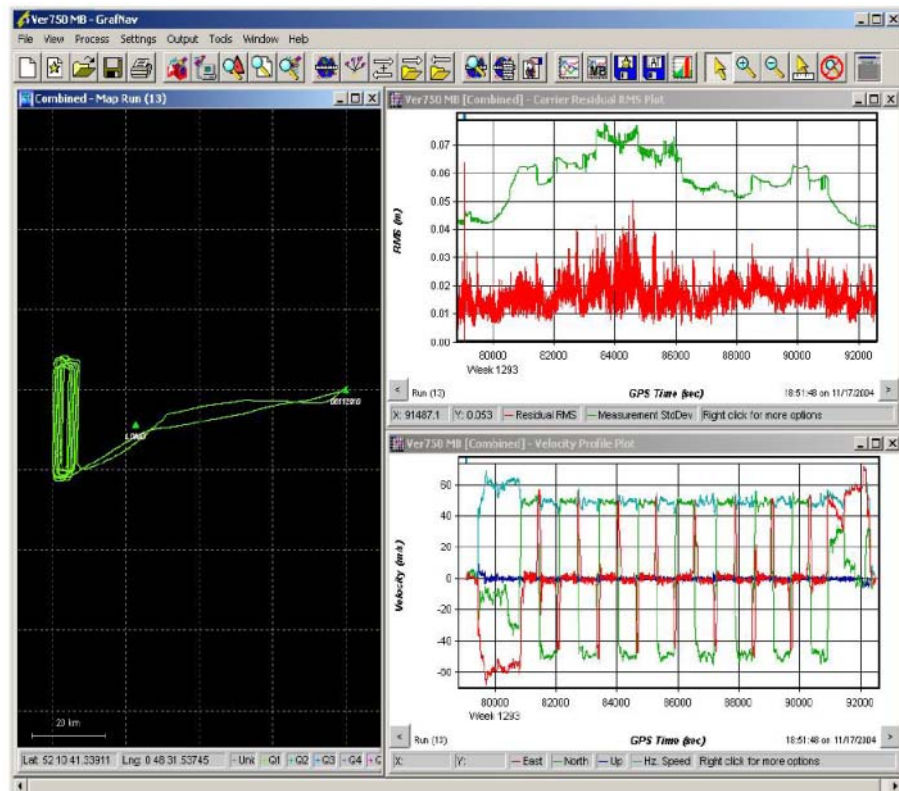 Ver750 MB - GrafNav
File View Process Settings Output Tools Window Help
Combined - Map Run (13)
20 km
Lat: 52 10 41.33911 Lng: 0 48 31.53745 Unk Q1 Q2 Q3 Q4
Ver750 MB [Combined] - Carrier Residual RMS Plot
RMS (m)
0.07
0.06
0.05
0.04
0.03
0.02
0.01
0.00
80000 82000 84000 86000 88000 90000 92000
Week 1293
Run (13) GPS Time (sec) 18:51:48 on 11/17/2004
X: 91487.1 Y: 0.053 Residual RMS Measurement StdDev Right click for more options
Ver750 MB [Combined] - Velocity Profile Plot
Velocity (m/s)
60
40
20
0
-20
-40
-60
80000 82000 84000 86000 88000 90000 92000
Week 1293
Run (13) GPS Time (sec) 18:51:48 on 11/17/2004
X: Y: East North Up Hz. Speed Right click for more options